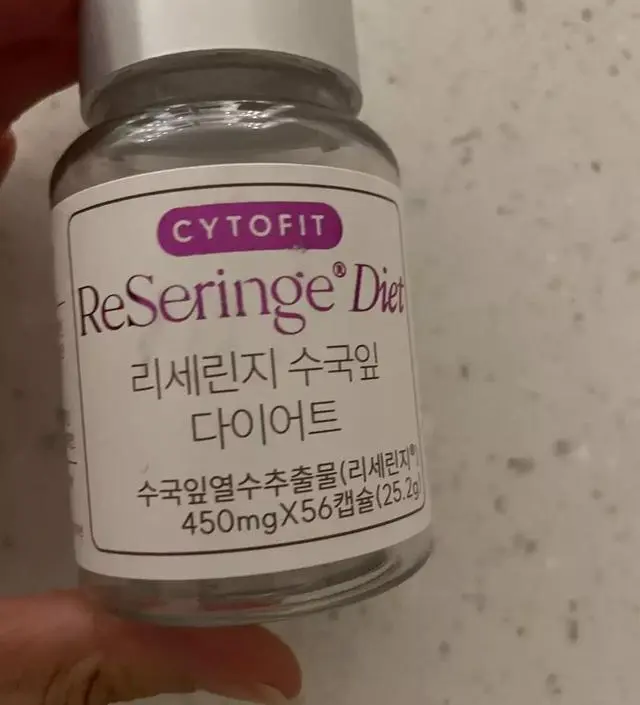 CYTOFIT
ReSeringe® Diet
리세린지 수국잎
다이어트
수국잎열수추출물(리세린지®)
450mgX56캡슐(25.2g)